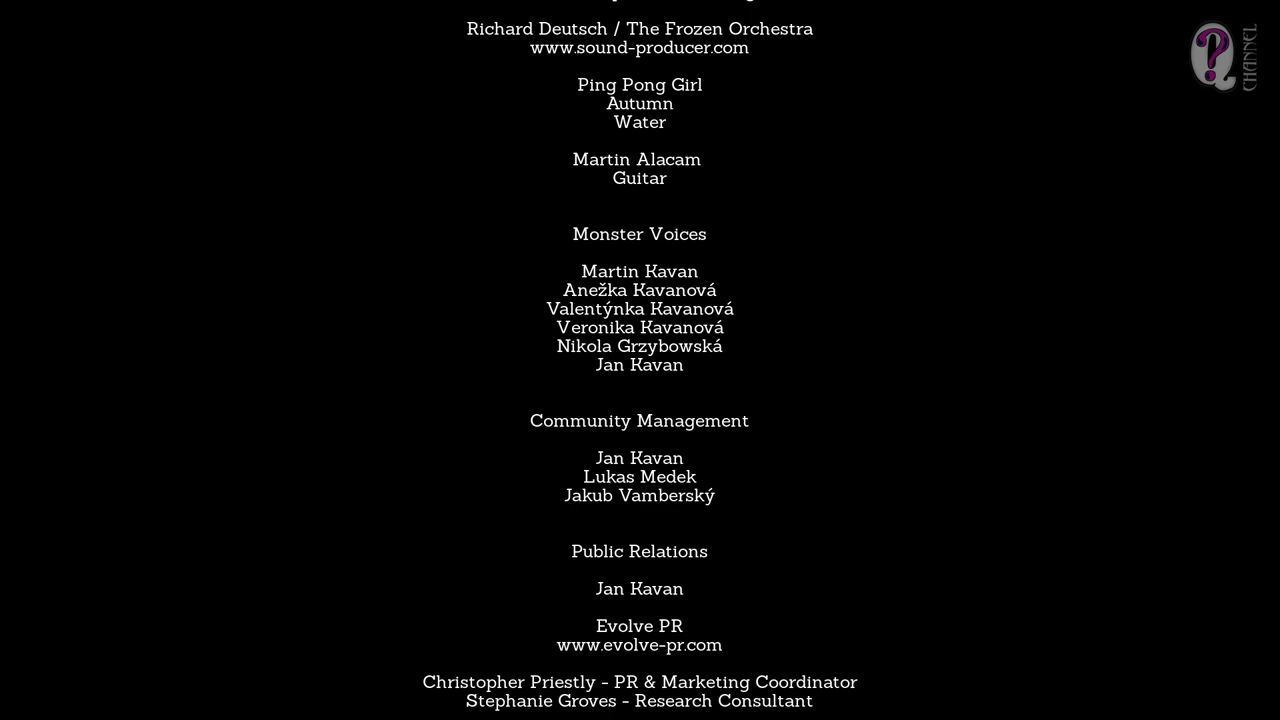 Richard Deutsch / The Frozen Orchestra
www.sound-producer.com
Ping Pong Girl
Autumn
Water
Martin Alacam
Guitar
Monster Voices
Martin Kavan
Anežka Kavanová
Valentýnka Kavanová
Veronika Kavanová
Nikola Grzybowská
Jan Kavan
Community Management
Jan Kavan
Lukas Medek
Jakub Vamberský
Public Relations
Jan Kavan
Evolve PR
www.evolve-pr.com
Christopher Priestly - PR & Marketing Coordinator
Stephanie Groves - Research Consultant
Q?
CHANNEL